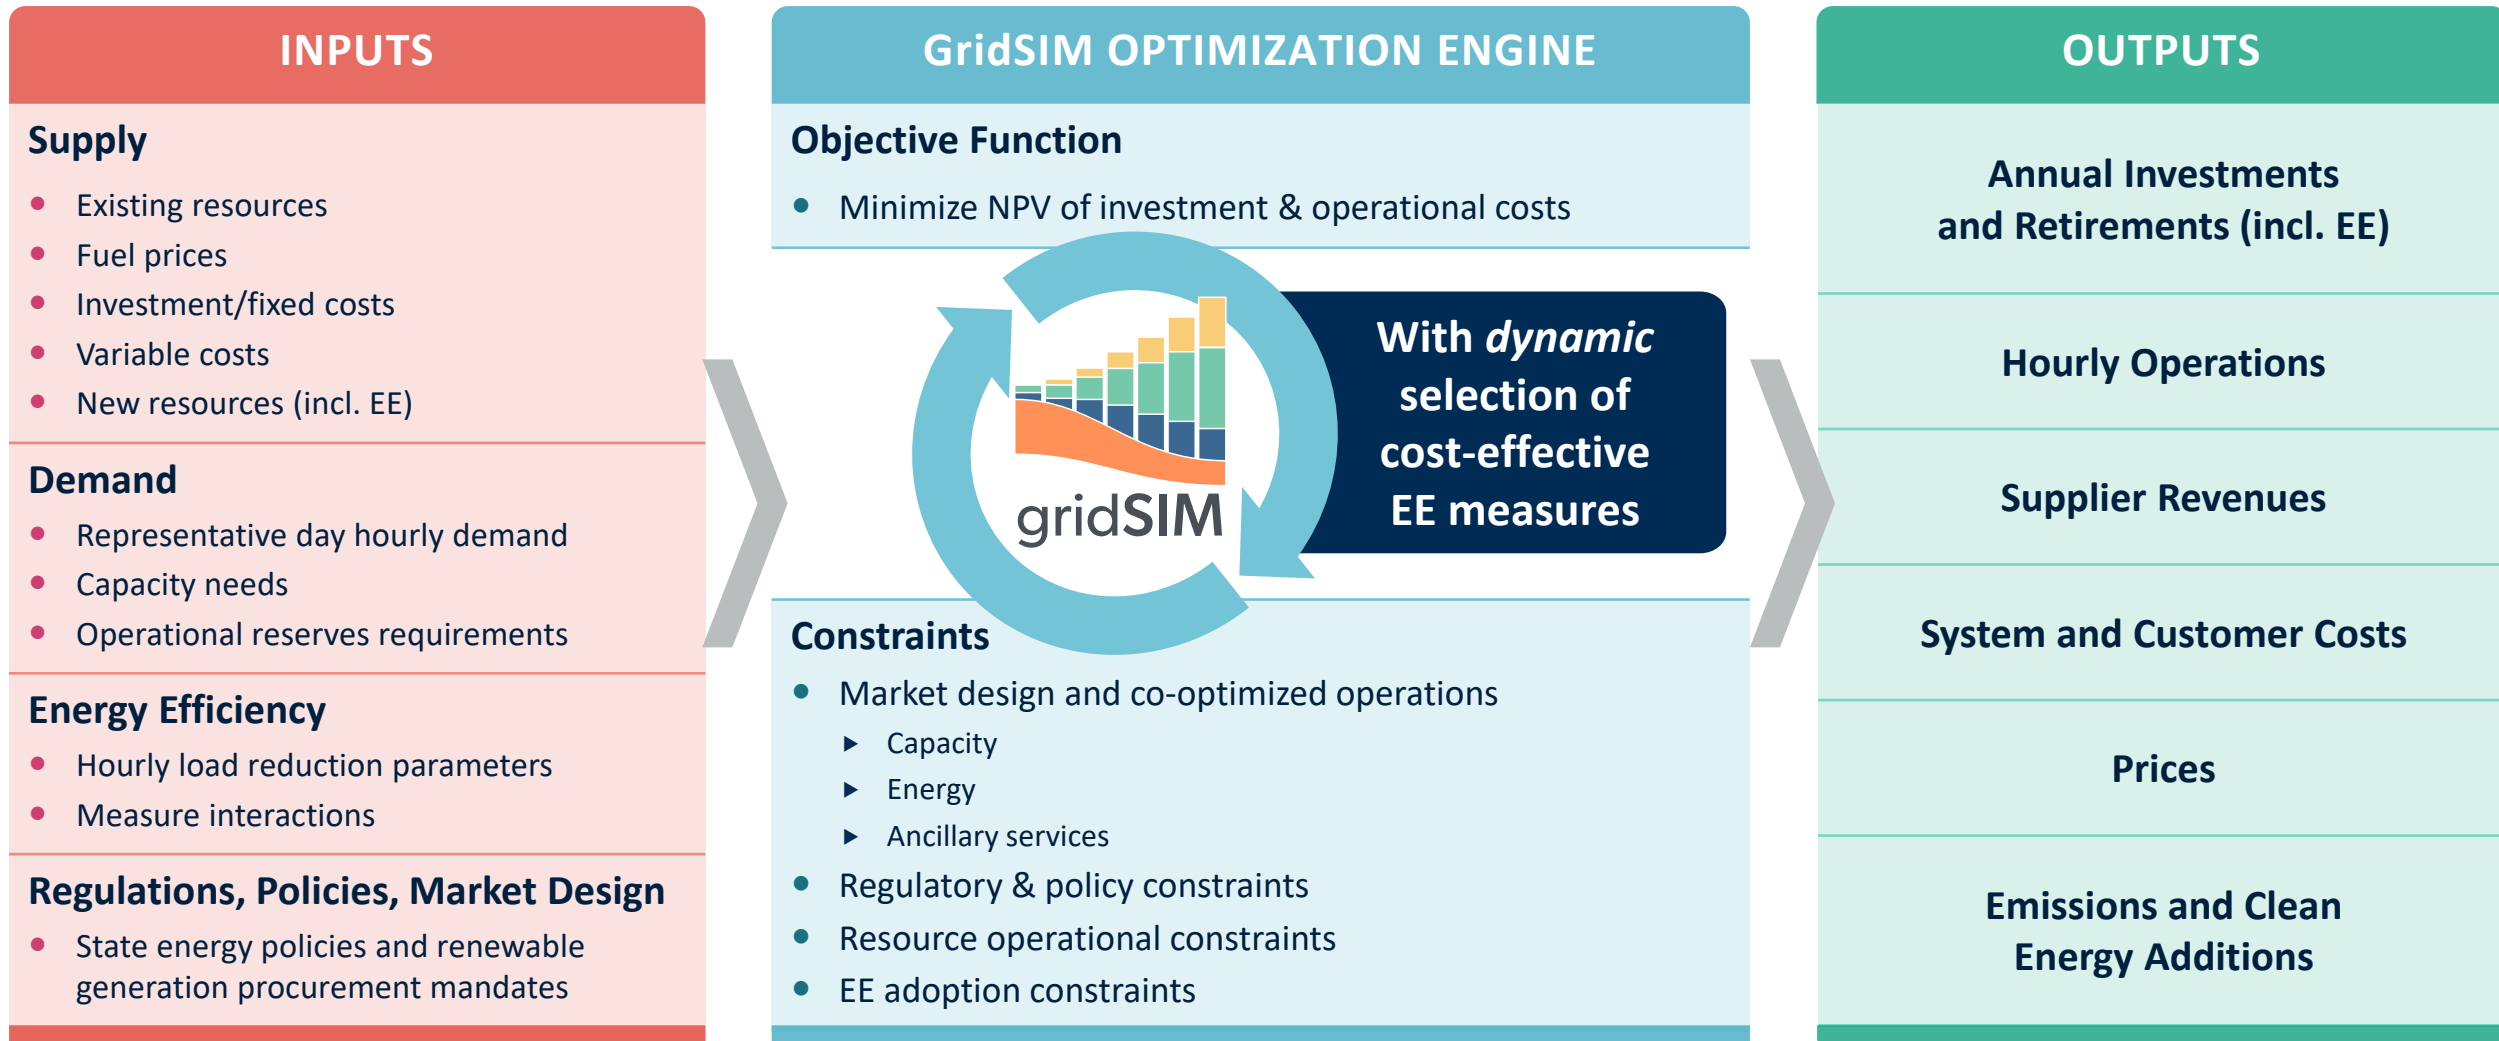 INPUTS
Supply
Existing resources
Fuel prices
Investment/fixed costs
Variable costs
New resources (incl. EE)
Demand
Representative day hourly demand
Capacity needs
Operational reserves requirements
Energy Efficiency
Hourly load reduction parameters
Measure interactions
Regulations, Policies, Market Design
State energy policies and renewable
generation procurement mandates
GridSIM OPTIMIZATION ENGINE
Objective Function
Minimize NPV of investment & operational costs
gridSIM
With dynamic
selection of
cost-effective
EE measures
Constraints
Market design and co-optimized operations
Capacity
Energy
Ancillary services
Regulatory & policy constraints
Resource operational constraints
EE adoption constraints
OUTPUTS
Annual Investments
and Retirements (incl. EE)
Hourly Operations
Supplier Revenues
System and Customer Costs
Prices
Emissions and Clean
Energy Additions